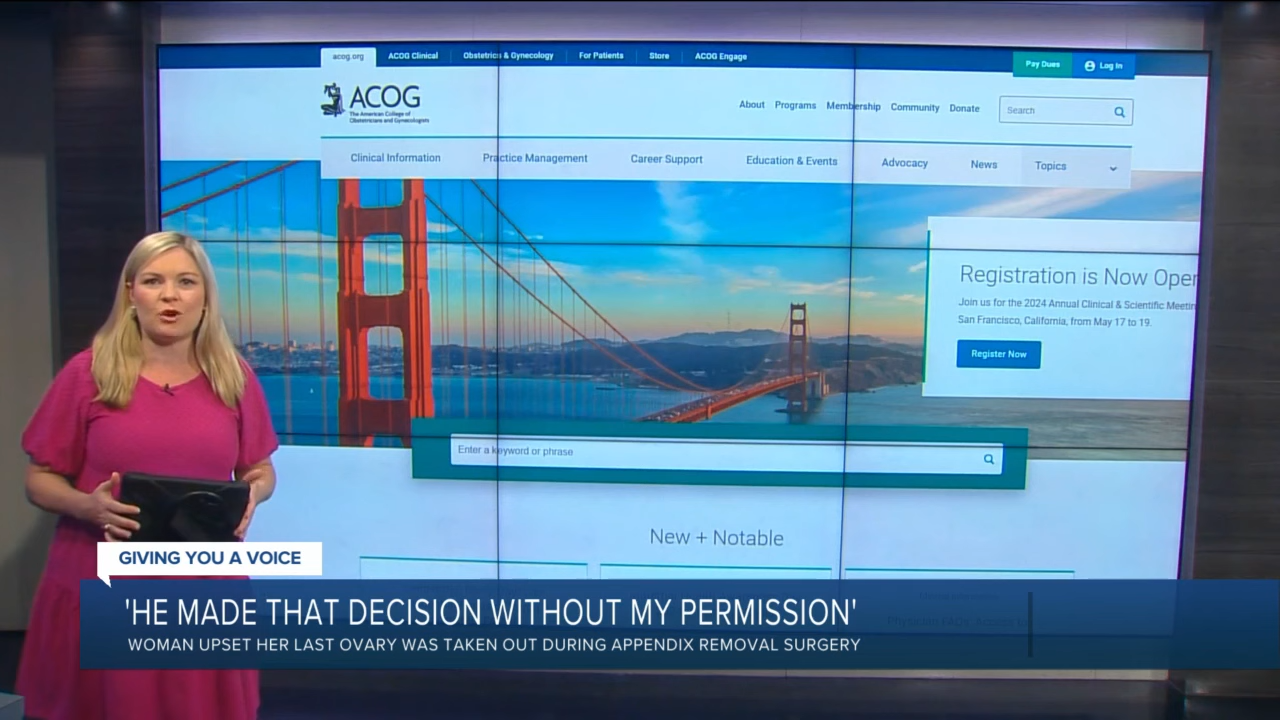 acog.org ACOG Clinical Obstetrics & Gynecology For Patients Store ACOG Engage
Pay Dues Log In
ACOG
The American College of
Obstetricians and Gynecologists
About Programs Membership Community Donate Search
Clinical Information Practice Management Career Support Education & Events Advocacy News Topics
Registration is Now Oper
Join us for the 2024 Annual Clinical & Scientific Meetin
San Francisco, California, from May 17 to 19.
Register Now
Enter a keyword or phrase
New + Notable
GIVING YOU A VOICE
'HE MADE THAT DECISION WITHOUT MY PERMISSION'
WOMAN UPSET HER LAST OVARY WAS TAKEN OUT DURING APPENDIX REMOVAL SURGERY